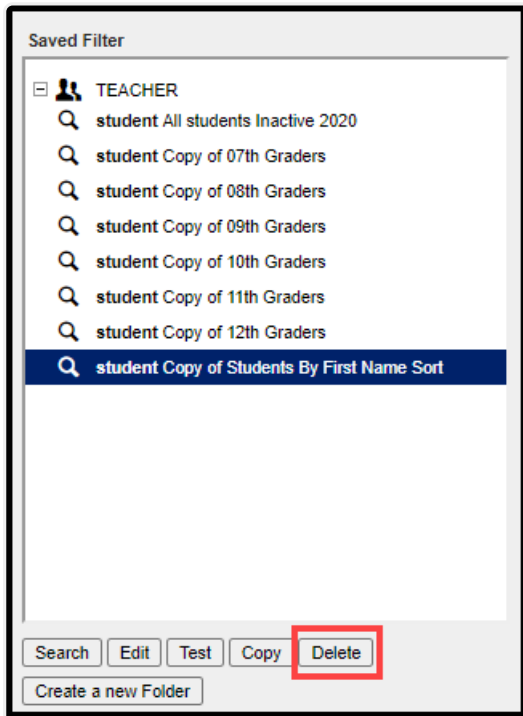 Saved Filter
TEACHER
student All students Inactive 2020
student Copy of 07th Graders
student Copy of 08th Graders
student Copy of 09th Graders
student Copy of 10th Graders
student Copy of 11th Graders
student Copy of 12th Graders
student Copy of Students By First Name Sort
Search Edit Test Copy Delete
Create a new Folder